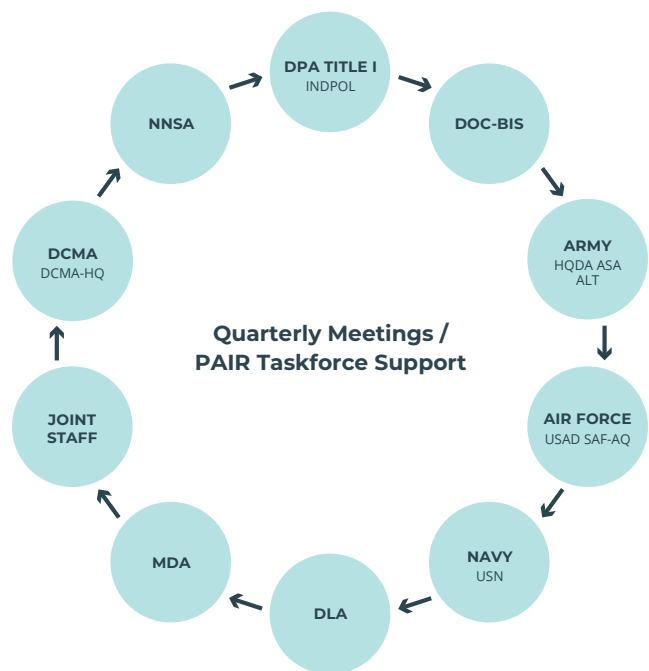 DPA TITLE I
INDPOL
DOC-BIS
ARMY
HQDA ASA
ALT
AIR FORCE
USAD SAF-AQ
NAVY
USN
DLA
MDA
JOINT
STAFF
DCMA
DCMA-HQ
NNSA
Quarterly Meetings /
PAIR Taskforce Support